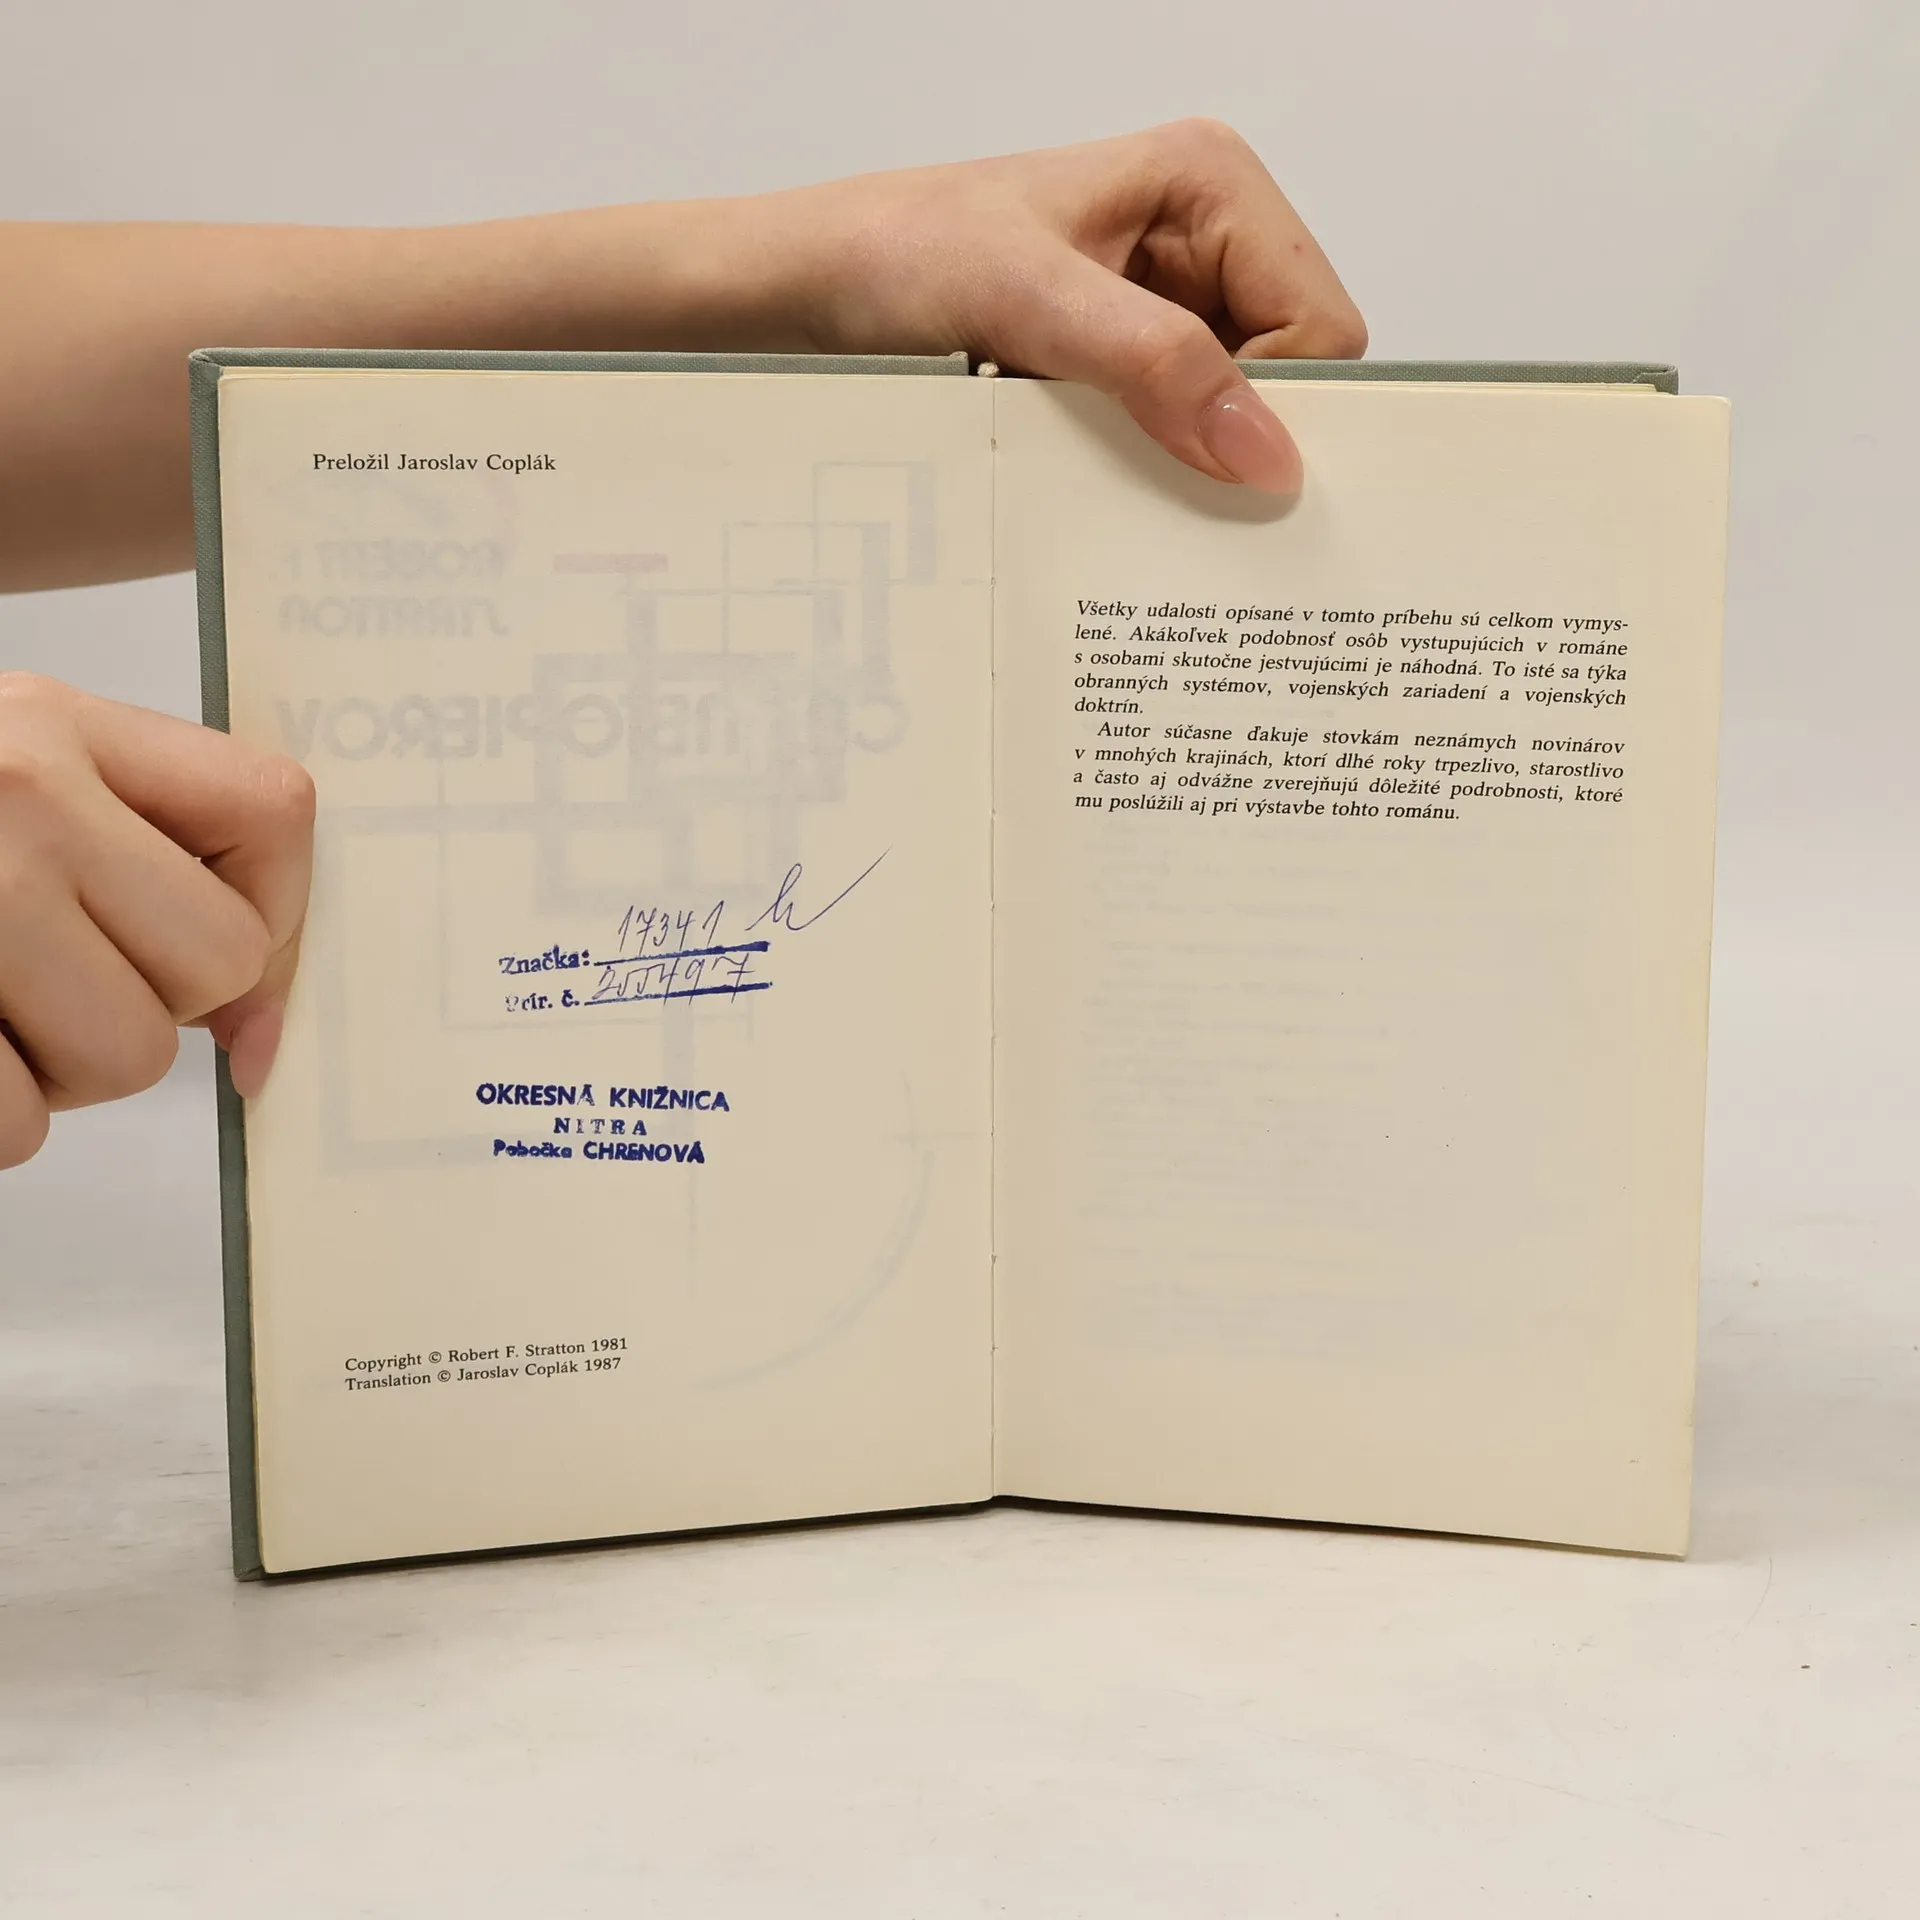 Preložil Jaroslav Coplák
Značka: 17341
Prír. č.
OKRESNÁ KNIŽNICA
NITRA
Pobočka CHRENOVÁ
Copyright © Robert F. Stratton 1981
Translation © Jaroslav Coplák 1987
Všetky udalosti opísané v tomto príbehu sú celkom vymys-
lené. Akákoľvek podobnosť osôb vystupujúcich v románe
s osobami skutočne jestvujúcimi je náhodná. To isté sa týka
obranných systémov, vojenských zariadení a vojenských
doktrín.
Autor súčasne ďakuje stovkám neznámych novinárov
v mnohých krajinách, ktorí dlhé roky trpezlivo, starostlivo
a často aj odvážne zverejňujú dôležité podrobnosti, ktoré
mu poslúžili aj pri výstavbe tohto románu.